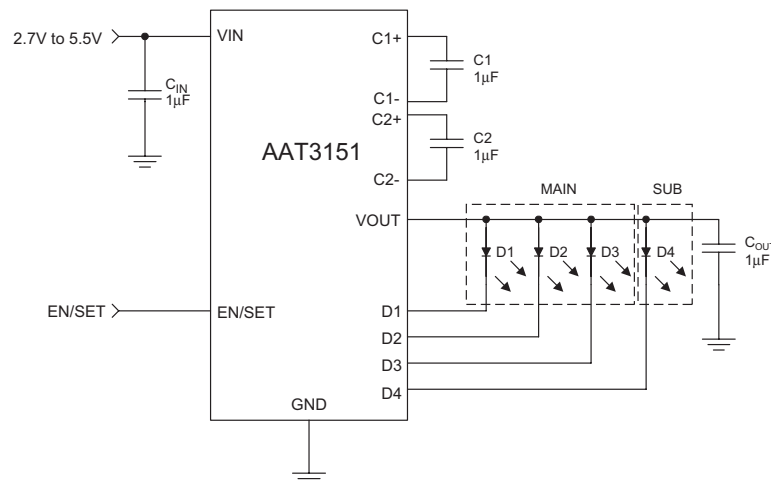 2.7V to 5.5V
VIN
C1+
C1
1µF
C1-
CIN
1µF
C2+
C2
1µF
C2-
AAT3151
VOUT
MAIN
SUB
D1
D2
D3
D4
COUT
1µF
EN/SET
EN/SET
D1
D2
D3
D4
GND